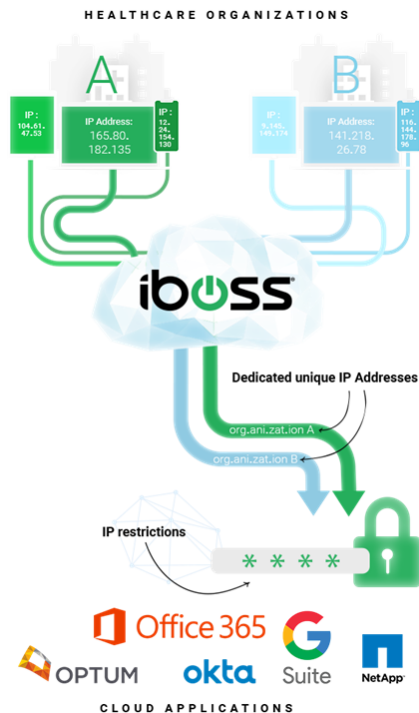 HEALTHCARE ORGANIZATIONS
A
B
IP :
104.61.
47.53
IP Address:
165.80.
182.135
IP :
12.
24.
154.
130
IP :
9.145.
149.174
IP Address:
141.218.
26.78
IP :
116.
144.
178.
96
iboss
Dedicated unique IP Addresses
org.ani.zat.ion A
org.ani.zat.ion B
IP restrictions
* * * *
Office 365
G
Suite
OPTUM
okta
NetApp
CLOUD APPLICATIONS